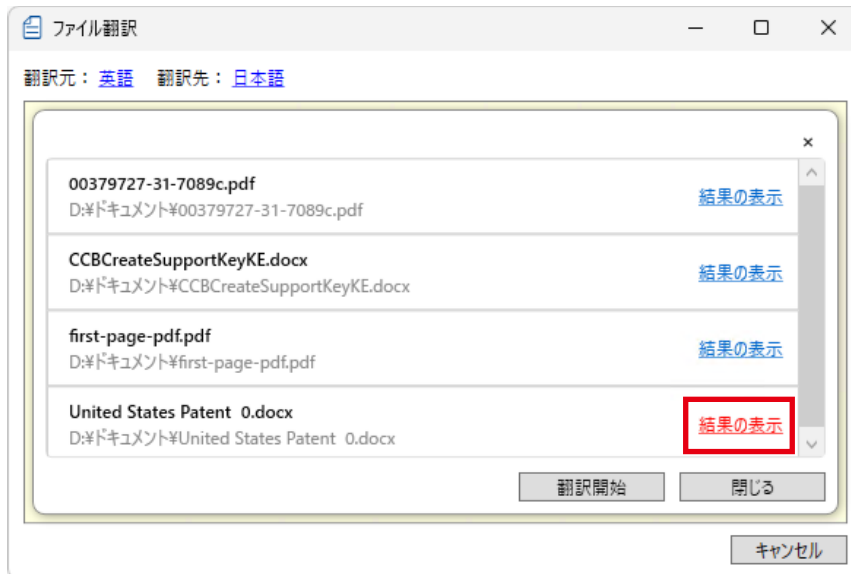 ファイル翻訳
翻訳元： 英語 翻訳先： 日本語
00379727-31-7089c.pdf
結果の表示
D:¥ドキュメント¥00379727-31-7089c.pdf
CCBCreateSupportKeyKE.docx
結果の表示
D:¥ドキュメント¥CCBCreateSupportKeyKE.docx
first-page-pdf.pdf
結果の表示
D:¥ドキュメント¥first-page-pdf.pdf
United States Patent  0.docx
結果の表示
D:¥ドキュメント¥United States Patent  0.docx
翻訳開始 閉じる
キャンセル